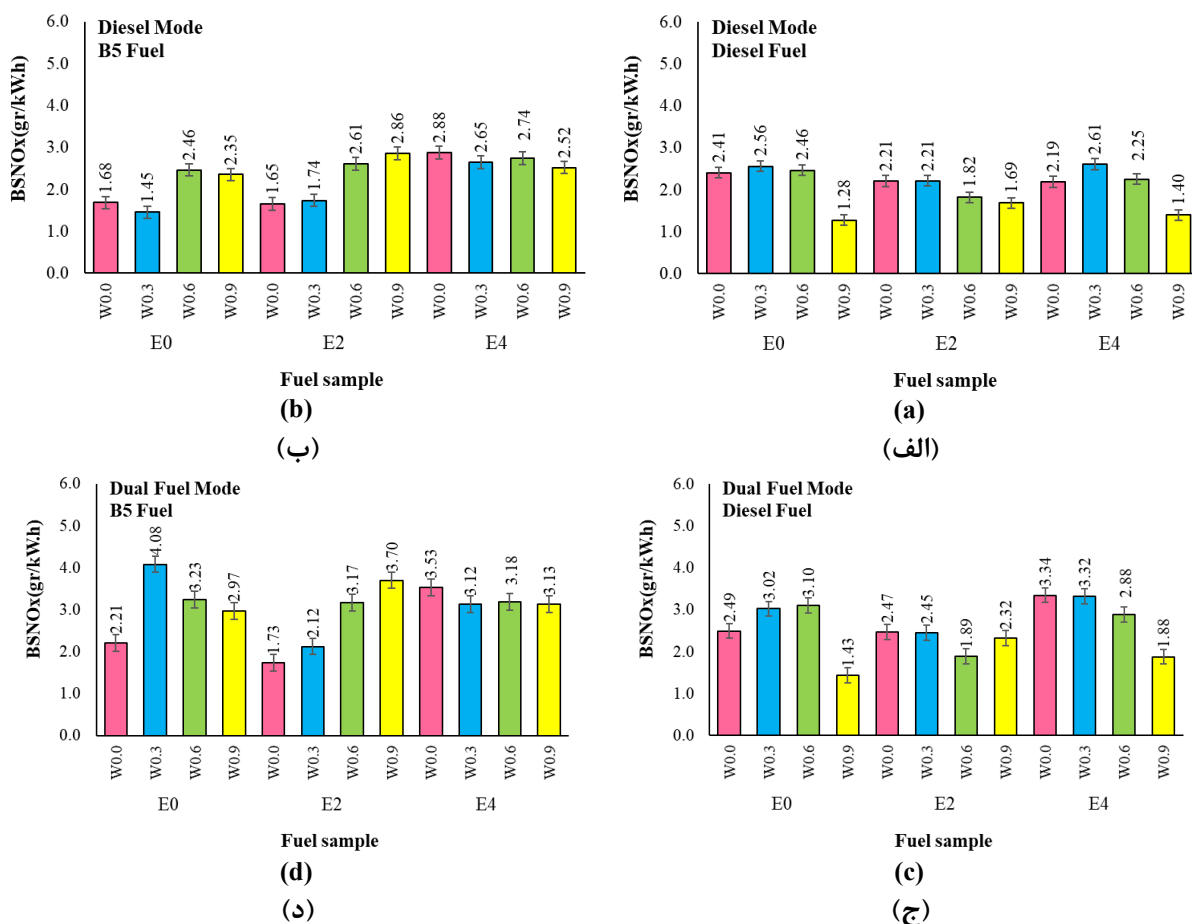 Diesel Mode
B5 Fuel
BSNOx(gr/kW.h)
6.0
5.0
4.0
3.0
2.0
1.0
0.0
1.68 1.45 2.46 2.35 1.65 1.74 2.61 2.86 2.88 2.65 2.74 2.52
W0.0 W0.3 W0.6 W0.9 W0.0 W0.3 W0.6 W0.9 W0.0 W0.3 W0.6 W0.9
E0 E2 E4
Fuel sample
(b)
(ب)
Diesel Mode
Diesel Fuel
BSNOx(gr/kW.h)
6.0
5.0
4.0
3.0
2.0
1.0
0.0
2.41 2.56 2.46 1.28 2.21 2.21 1.82 1.69 2.19 2.61 2.25 1.40
W0.0 W0.3 W0.6 W0.9 W0.0 W0.3 W0.6 W0.9 W0.0 W0.3 W0.6 W0.9
E0 E2 E4
Fuel sample
(a)
(الف)
Dual Fuel Mode
B5 Fuel
BSNOx(gr/kW.h)
6.0
5.0
4.0
3.0
2.0
1.0
0.0
2.21 4.08 3.23 2.97 1.73 2.12 3.17 3.70 3.53 3.12 3.18 3.13
W0.0 W0.3 W0.6 W0.9 W0.0 W0.3 W0.6 W0.9 W0.0 W0.3 W0.6 W0.9
E0 E2 E4
Fuel sample
(d)
(د)
Dual Fuel Mode
Diesel Fuel
BSNOx(gr/kW.h)
6.0
5.0
4.0
3.0
2.0
1.0
0.0
2.49 3.02 3.10 1.43 2.47 2.45 1.89 2.32 3.34 3.32 2.88 1.88
W0.0 W0.3 W0.6 W0.9 W0.0 W0.3 W0.6 W0.9 W0.0 W0.3 W0.6 W0.9
E0 E2 E4
Fuel sample
(c)
(ج)